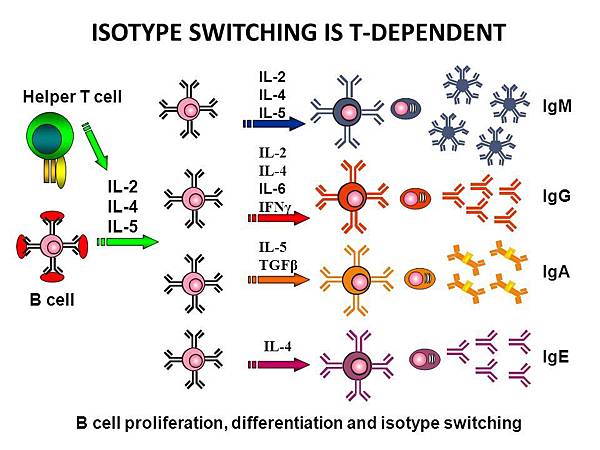 ISOTYPE SWITCHING IS T-DEPENDENT
Helper T cell
IL-2
IL-4
IL-5
B cell
IL-2
IL-4
IL-5
IgM
IL-2
IL-4
IL-6
IFNγ
IgG
IL-5
TGFβ
IgA
IL-4
IgE
B cell proliferation, differentiation and isotype switching